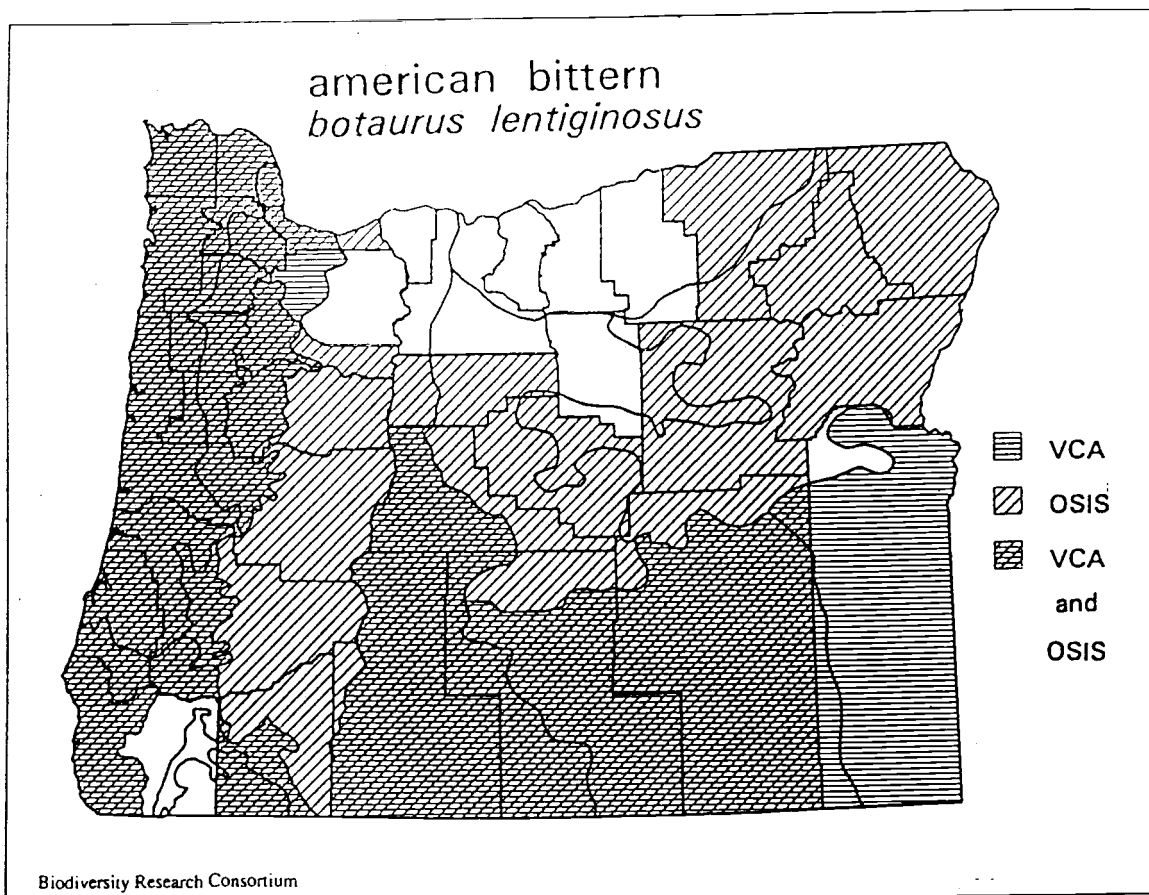 american bittern
botaurus lentiginosus
VCA
OSIS
VCA
and
OSIS
Biodiversity Research Consortium